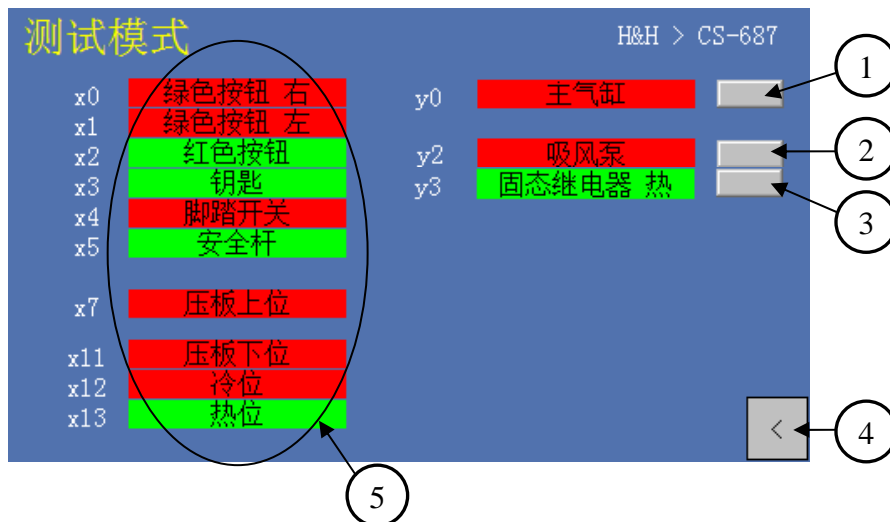 测试模式
H&H > CS-687
1
x0 绿色按钮 右 y0 主气缸
x1 绿色按钮 左
x2 红色按钮 y2 吸风泵 2
x3 钥匙 y3 固态继电器 热
x4 脚踏开关 3
x5 安全杆
x7 压板上位
x11 压板下位
x12 冷位
x13 热位 < 4
5